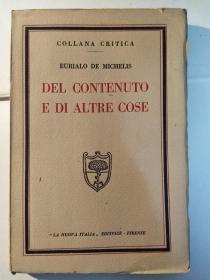 COLLANA CRITICA
EURIALO DE MICHELIS
DEL CONTENUTO
E DI ALTRE COSE
"LA NUOVA ITALIA„ EDITRICE - FIRENZE